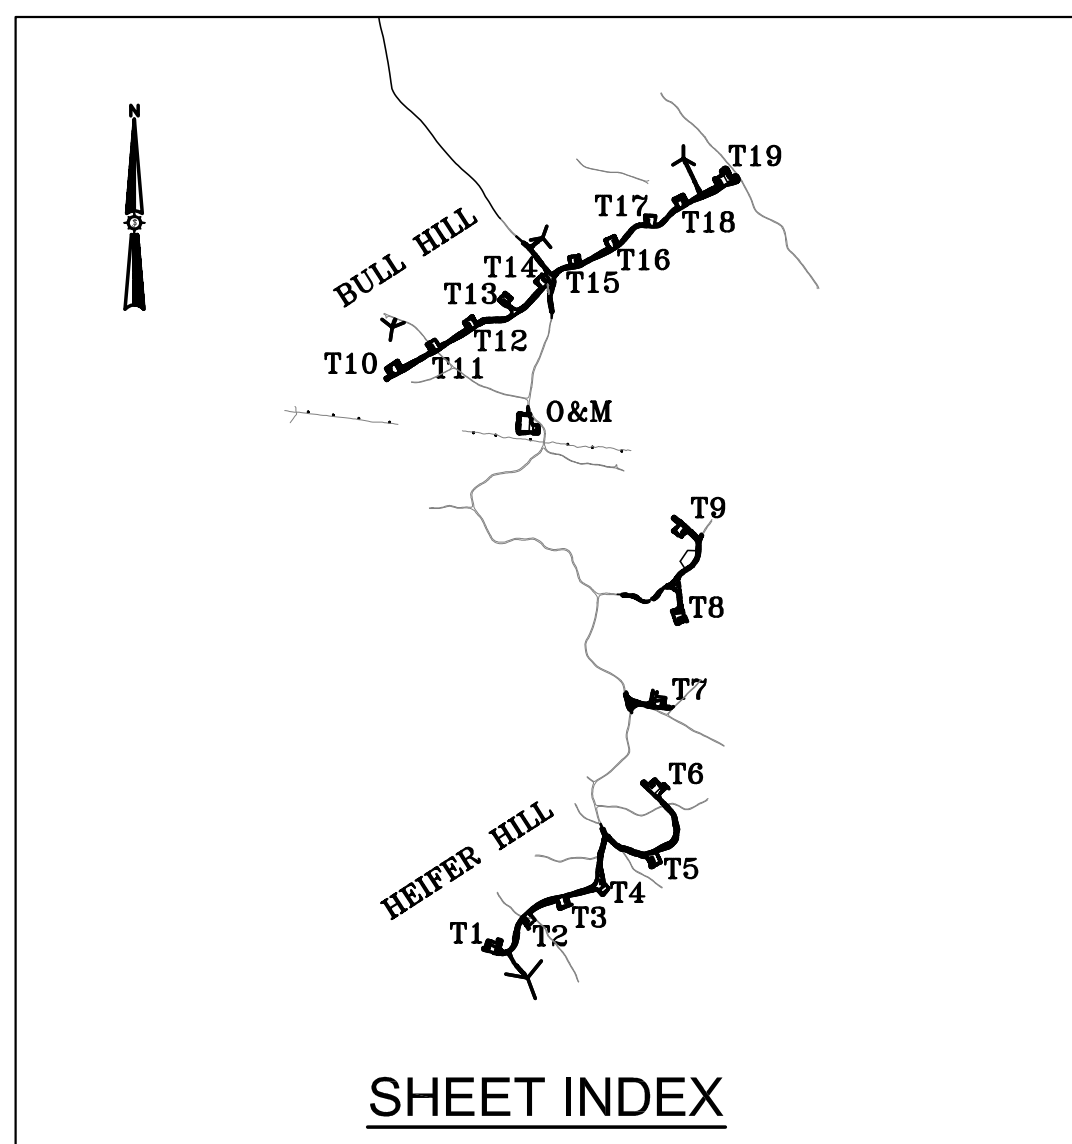 N
T19
T17
T18
BULL HILL
T16
T14
T15
T13
T12
T10
T11
O&M
T9
T8
T7
T6
HEIFER HILL
T5
T4
T3
T1
T2
SHEET INDEX